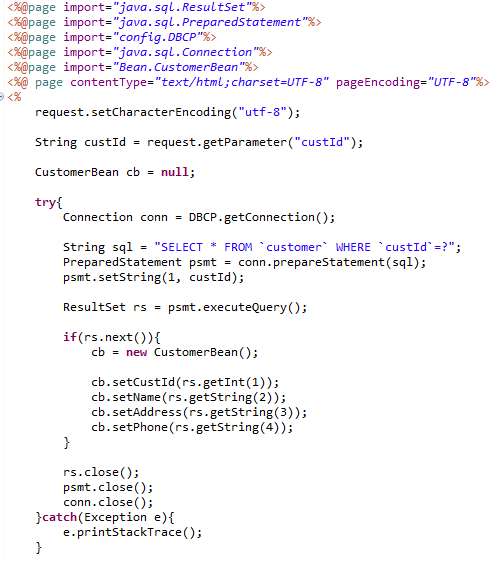 <%@page import="java.sql.ResultSet"%>
<%@page import="java.sql.PreparedStatement"%>
<%@page import="config.DBCP"%>
<%@page import="java.sql.Connection"%>
<%@page import="Bean.CustomerBean"%>
<%@ page contentType="text/html;charset=UTF-8" pageEncoding="UTF-8"%>
<%
    request.setCharacterEncoding("utf-8");
    String custId = request.getParameter("custId");
    CustomerBean cb = null;
    try{
        Connection conn = DBCP.getConnection();
        String sql = "SELECT * FROM `customer` WHERE `custId`=?";
        PreparedStatement psmt = conn.prepareStatement(sql);
        psmt.setString(1, custId);
        ResultSet rs = psmt.executeQuery();
        if(rs.next()){
            cb = new CustomerBean();
            cb.setCustId(rs.getInt(1));
            cb.setName(rs.getString(2));
            cb.setAddress(rs.getString(3));
            cb.setPhone(rs.getString(4));
        }
        rs.close();
        psmt.close();
        conn.close();
    }catch(Exception e){
        e.printStackTrace();
    }